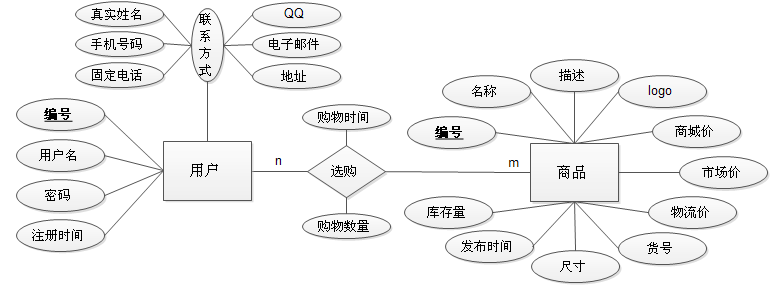 真实姓名
手机号码
固定电话
联系方式
QQ
电子邮件
地址
编号
用户名
密码
注册时间
用户
n
购物时间
选购
购物数量
m
商品
编号
名称
描述
logo
商城价
市场价
物流价
货号
尺寸
发布时间
库存量